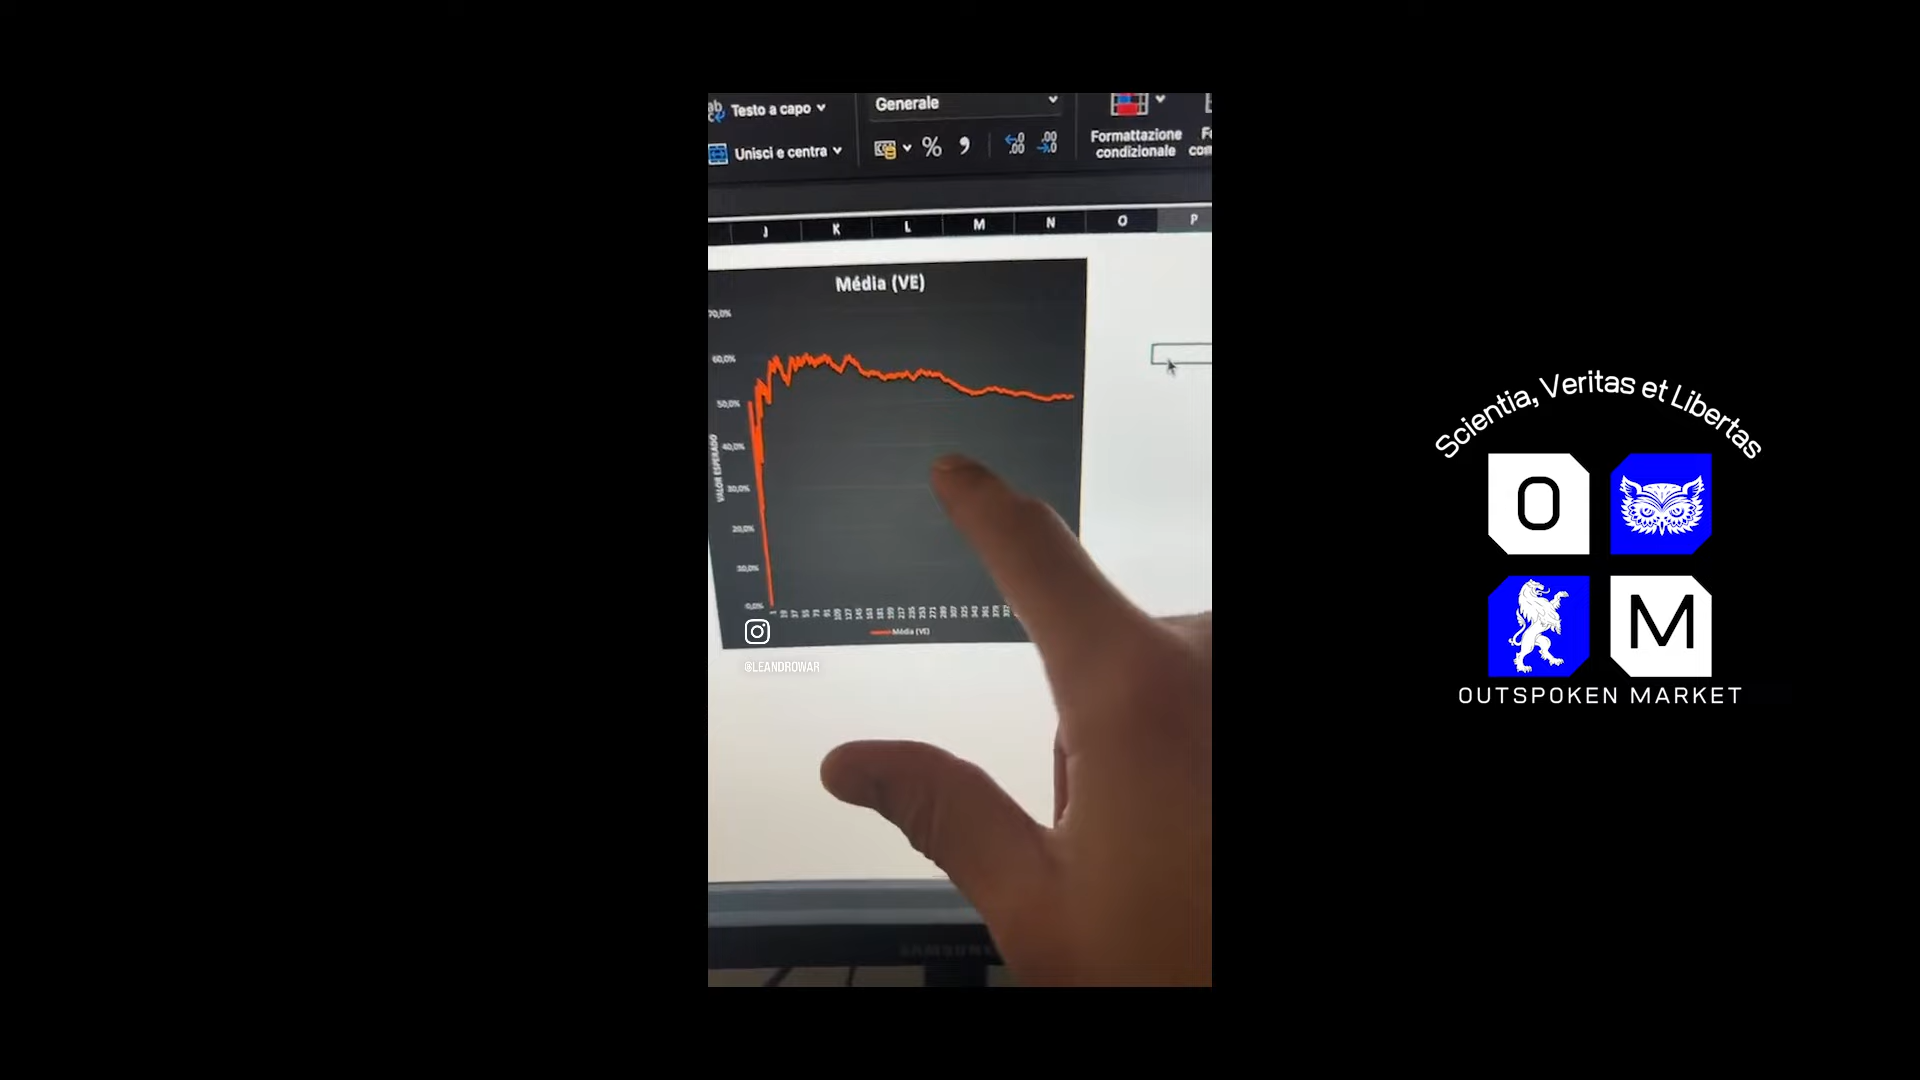 Testo a capo
Generale
Unisci e centra
%
Formattazione
condizionale
J K L M N O P
Média (VE)
70,0%
60,0%
50,0%
40,0%
30,0%
20,0%
10,0%
0,0%
VALOR ESPERADO
Média (VE)
@LEANDROWAR
SAMSUNG
Scientia, Veritas et Libertas
O
M
OUTSPOKEN MARKET